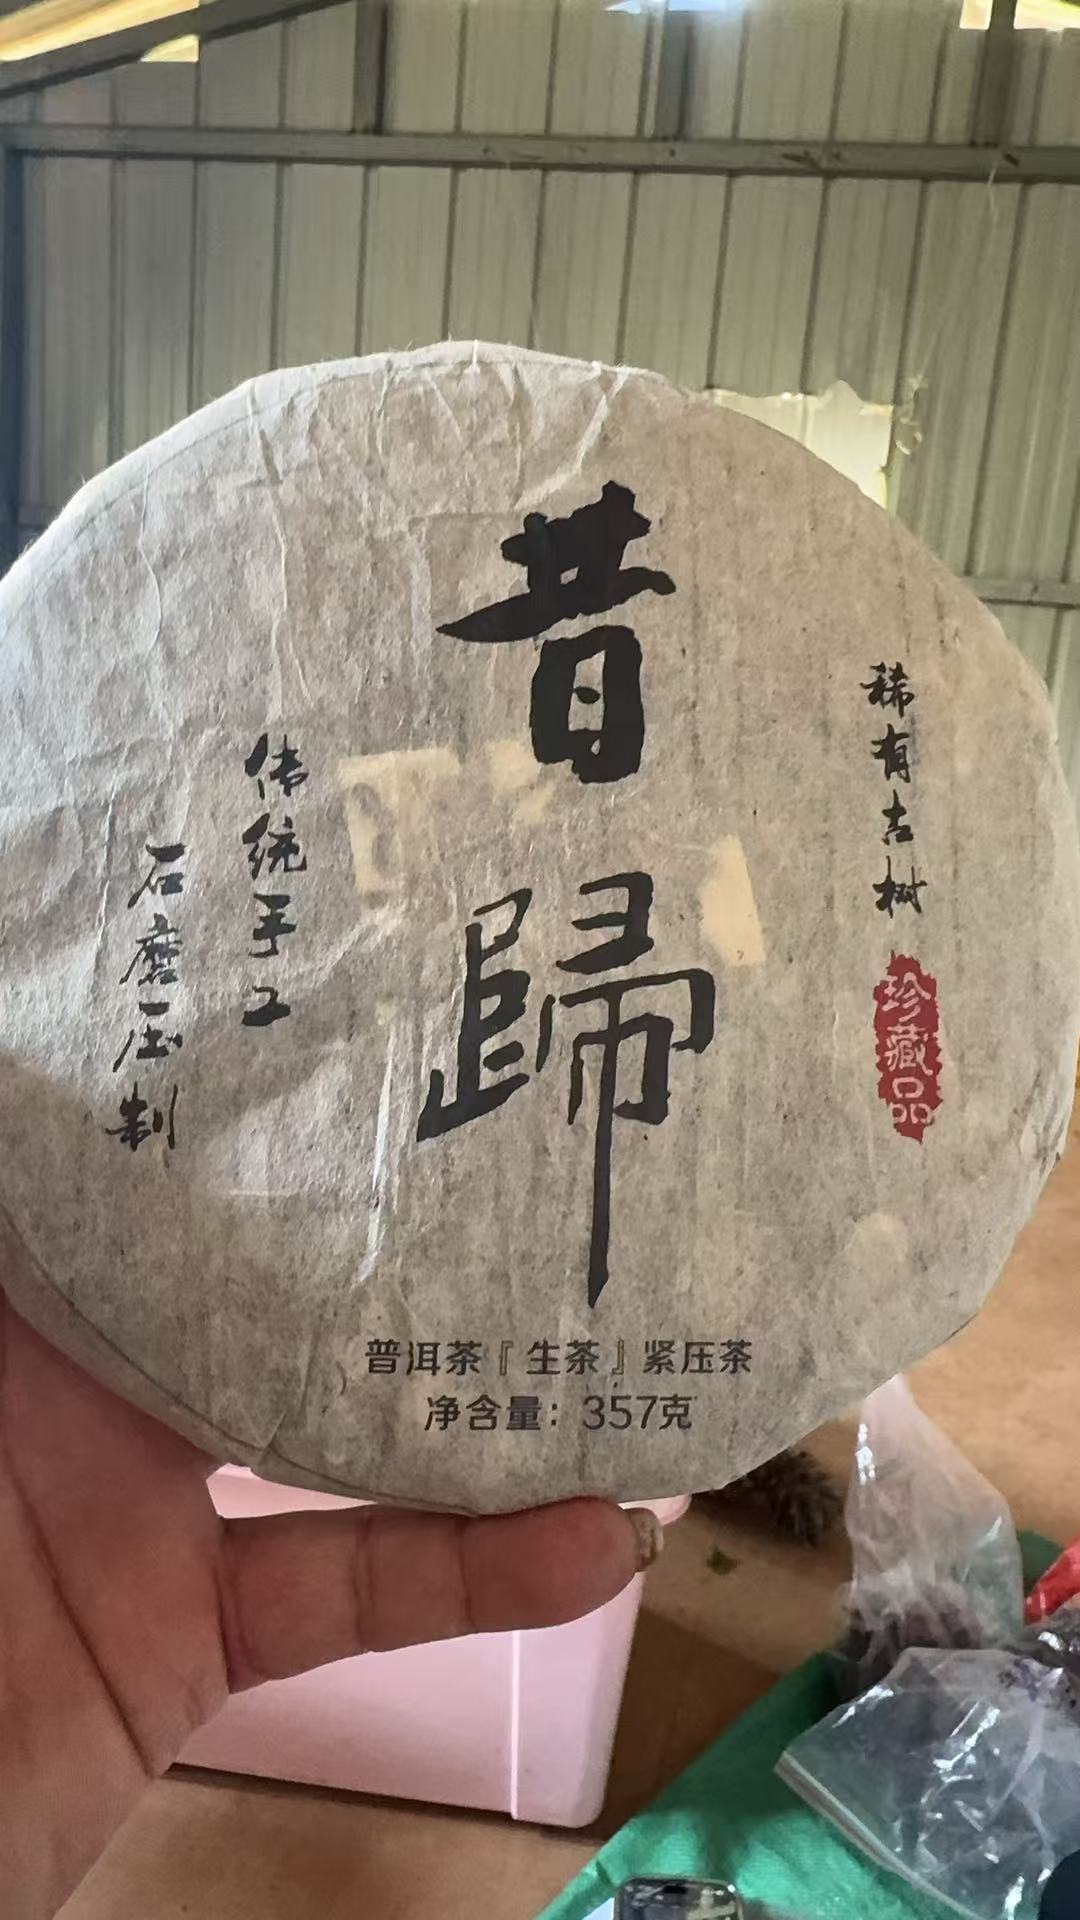 昔歸
稀有古树
珍藏品
传统手工
石磨压制
普洱茶『生茶』紧压茶
净含量：357克